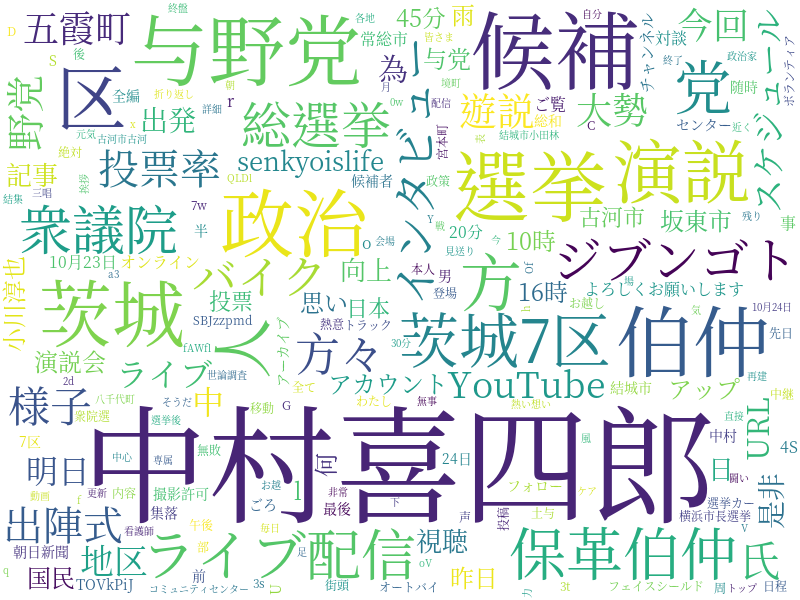 終盤
各地
自分
五霞町
与野党
45分
雨
候補
今回
対談
政治家
常総市
皆さま
与党
チャンネル
終了
ボランティア
区
野党
後
全編
折り返し
朝
為
月
r
境町
配信
遊説
ご覧
総和
大勢
党
随時
スケジュール
元気
古河市古河
詳細
出発
総選挙
0w
C
センター
近く
記事
絶対
投票率
senkyoislife
インタビュー
宮本町
結城市小田林
選挙
演説
三唱
挨拶
QLDI
候補者
政策
結集
7w
衆議院
半
政治
o
会場
20分
戦
今
古河市
坂東市
残り
事
10時
見送り
10月23日
オンライン
a3
バイク
向上
本人
男
登場
方
Of
16時
ジブンゴト
よろしくお願いします
小川淳也
茨城
投票
SBJzzpmd
人
思い
日本
熱意
トラック
お越し
場
気
10月24日
先日
h
茨城7区
伯仲
演説会
fAWfl
世論調査
アーカイブ
方々
30分
再建
2d
ライブ
全て
アカウント
YouTube
結城市
アップ
中継
様子
八千代町
衆院選
そうだ
選挙後
中
移動
G
わたし
無事
熱い想い
直接
URL
7区
中村喜四郎
中村
4S
明日
中心
専属
無敗
何
24日
風
日
闘い
動画
f
更新
内容
撮影許可
l
お越
非常
下
フォロー
ケア
選挙カー
是非
出陣式
看護師
集落
ごろ
最後
声
投稿
土与
横浜市長選挙
V
朝日新聞
地区
午後
部
ライブ配信
毎日
足
視聴
保革伯仲
氏
q
国民
TOVkPiJ
コミュニティセンター
前
3s
U
街頭
オートバイ
oV
昨日
3t
カ
フェイスシールド
周
トップ
日程